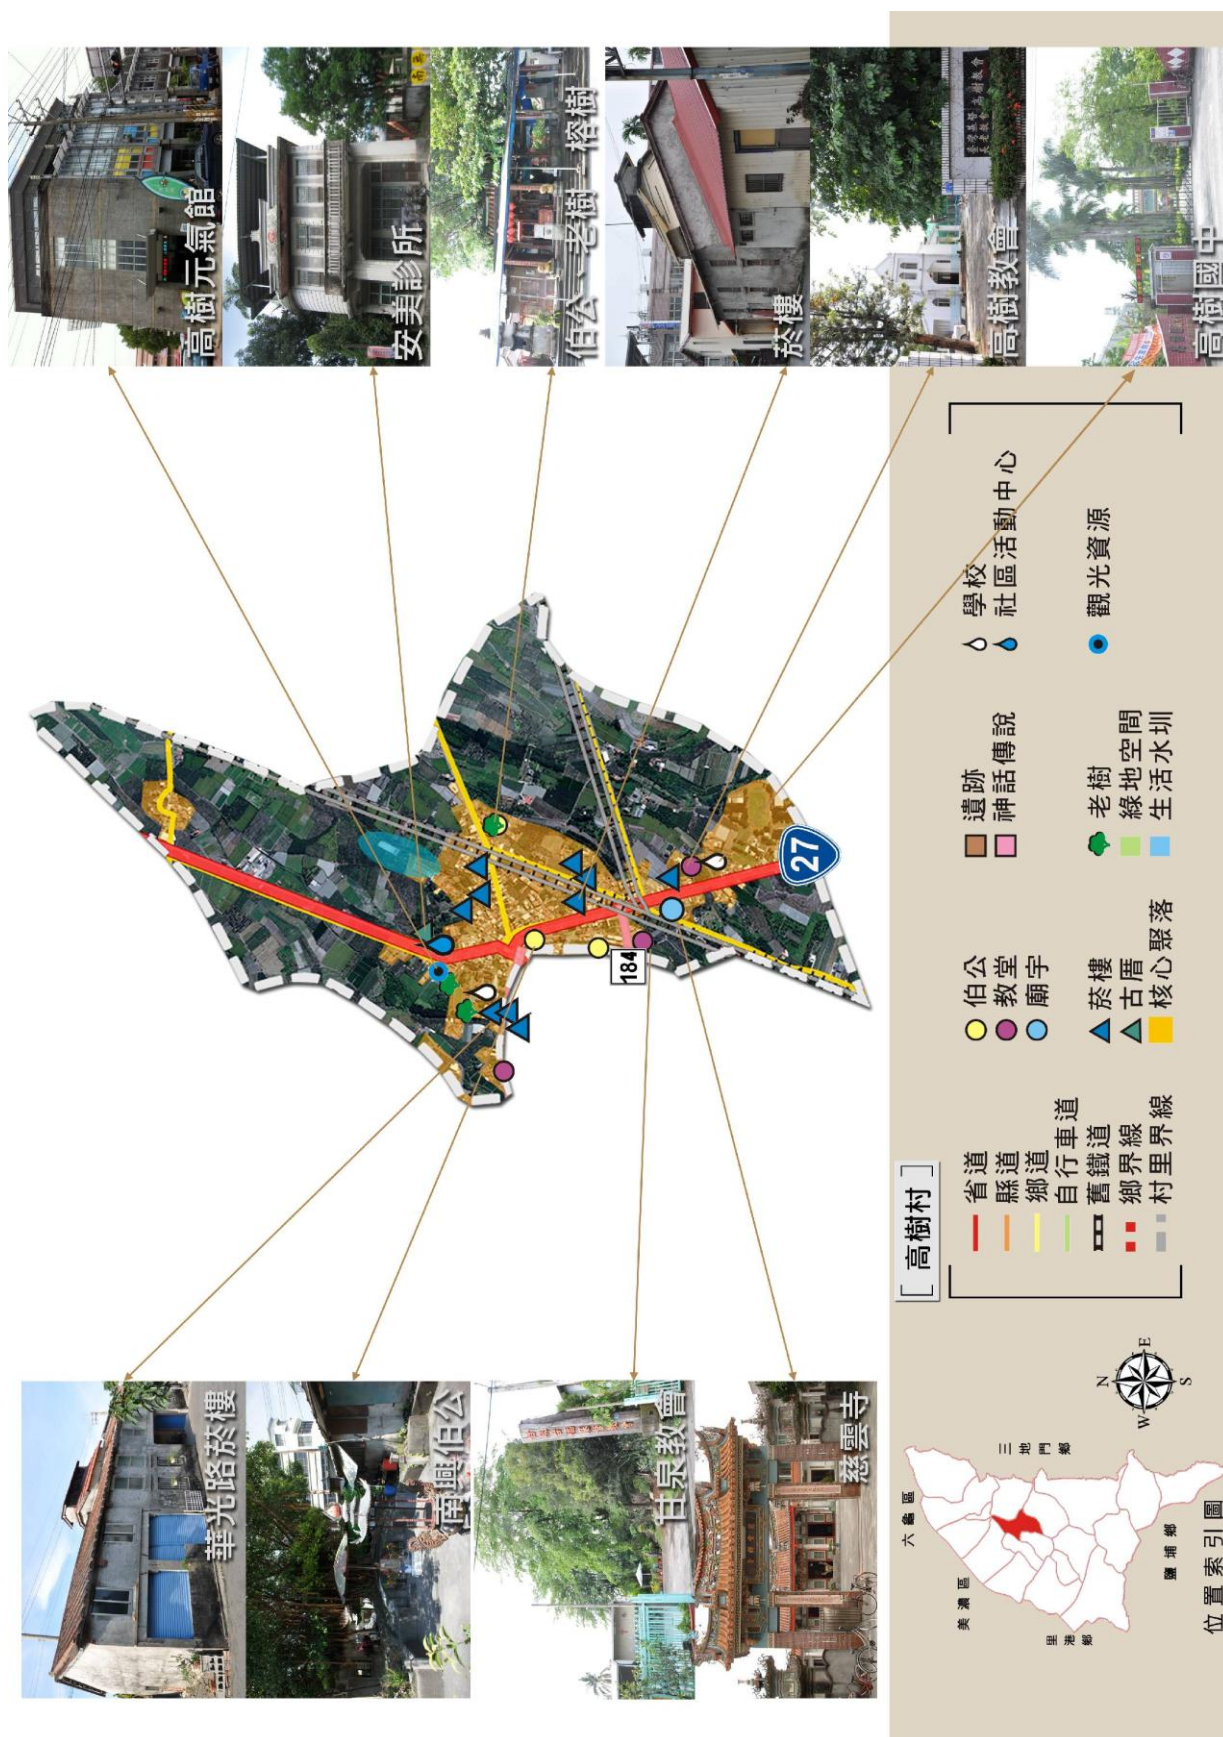 高樹元氣館
安美診所
伯公、老樹－榕樹
菸樓
高樹教會
高樹國中
華光路菸樓
南興伯公
甘泉教會
慈雲寺
27
184
[高樹村]
省道
縣道
鄉道
自行車道
舊鐵道
鄉界線
村里界線
伯公
教堂
廟宇
菸樓
古厝
核心聚落
遺跡
神話傳說
老樹
綠地空間
生活水圳
學校
社區活動中心
觀光資源
N
W
E
S
六龜區
美濃區
三地門鄉
里港鄉
鹽埔鄉
位置索引圖